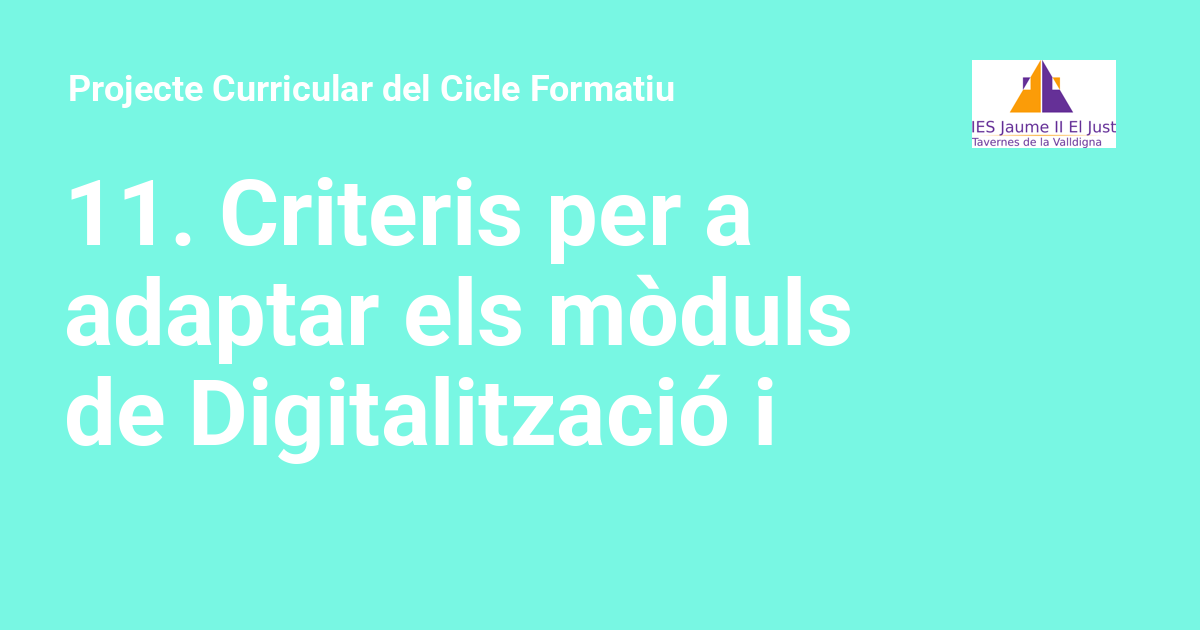 Projecte Curricular del Cicle Formatiu
IES Jaume II El Just
Tavernes de la Valldigna
11. Criteris per a
adaptar els mòduls
de Digitalització i